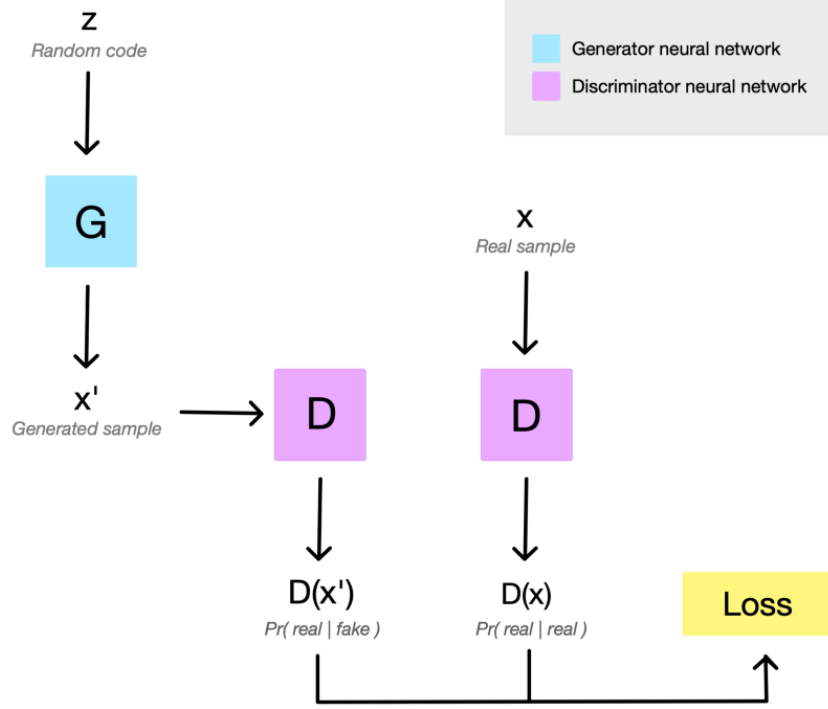 z
Random code
Generator neural network
Discriminator neural network
G
x
Real sample
x'
Generated sample
D
D
D(x')
Pr( real | fake )
D(x)
Pr( real | real )
Loss